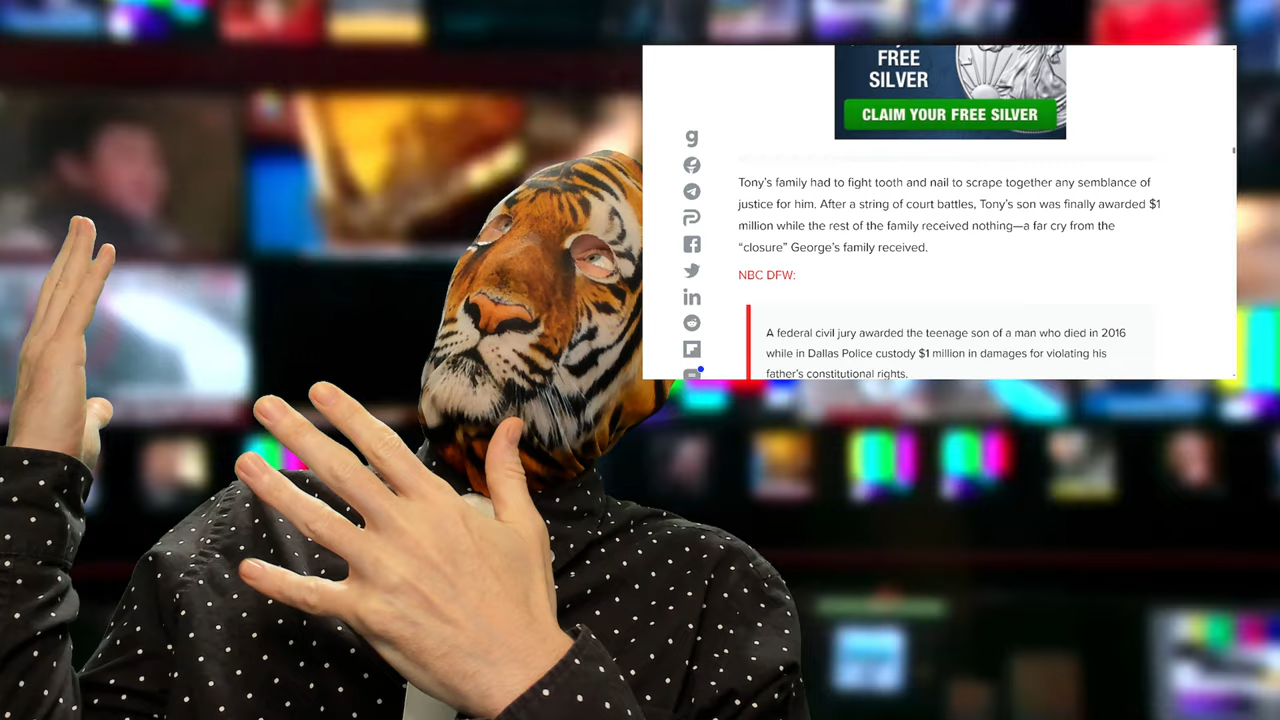 FREE
SILVER
CLAIM YOUR FREE SILVER
Tony's family had to fight tooth and nail to scrape together any semblance of
justice for him. After a string of court battles, Tony's son was finally awarded $1
million while the rest of the family received nothing—a far cry from the
“closure” George's family received.
NBC DFW:
A federal civil jury awarded the teenage son of a man who died in 2016
while in Dallas Police custody $1 million in damages for violating his
father's constitutional rights.